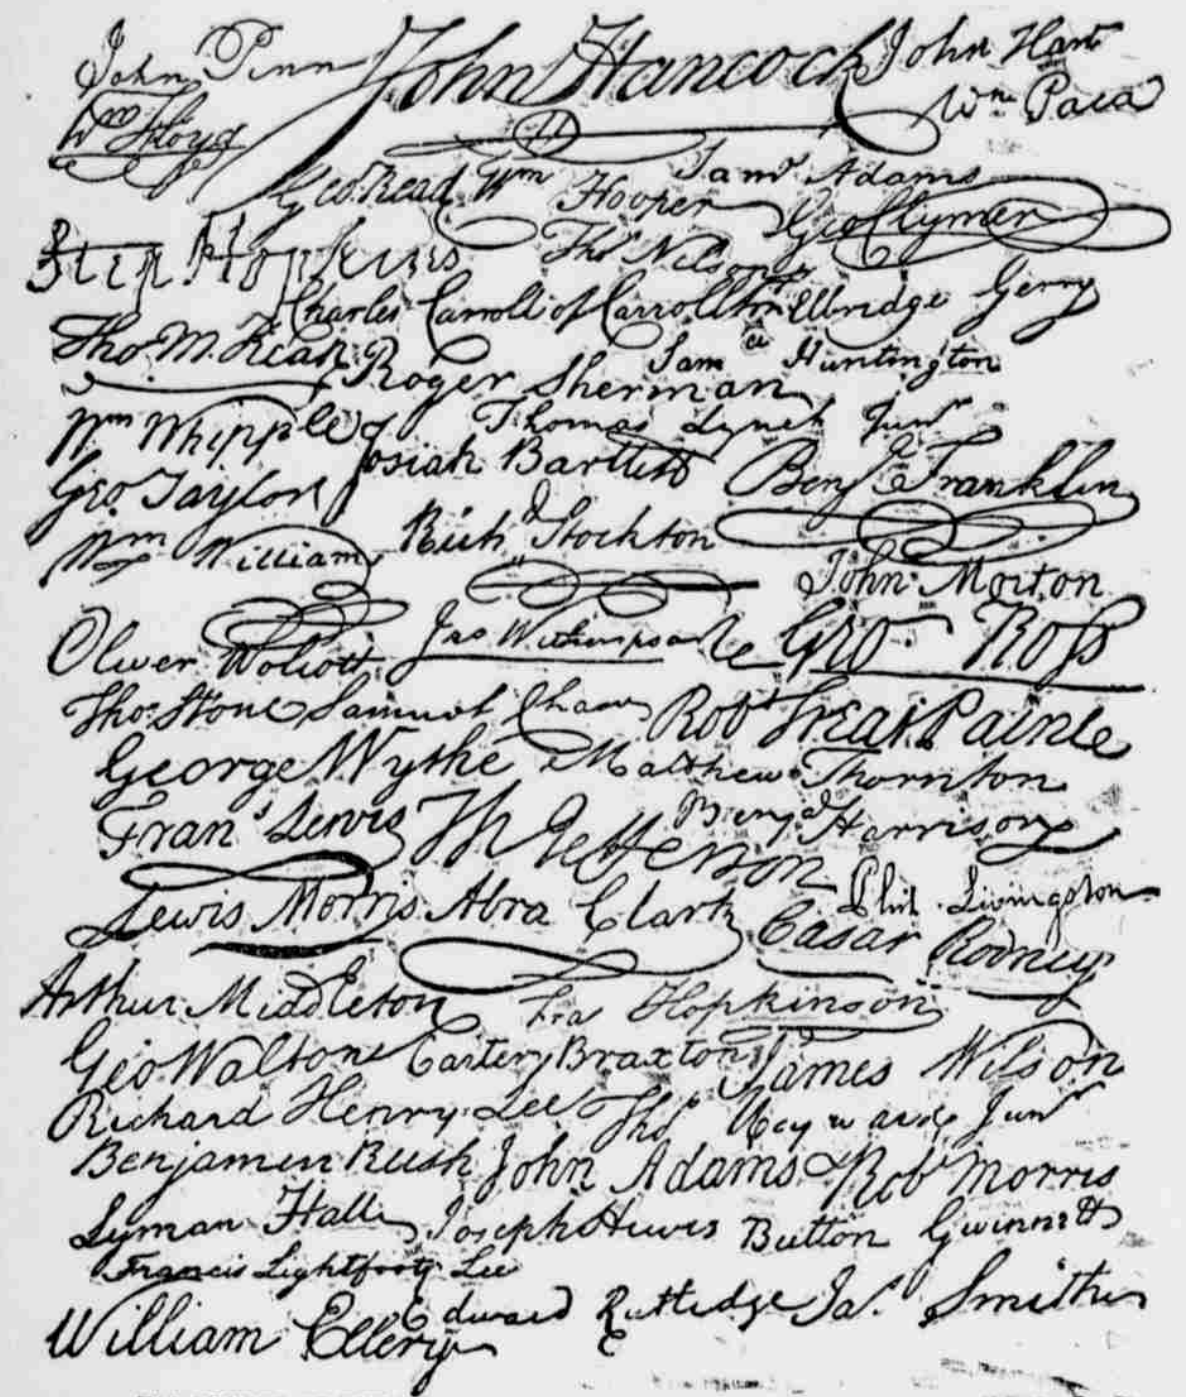 John Penn John Hancock John Hart
Wm Floyd Wm. Paca
Geo. Read Wm Hooper Saml Adams
Geo Clymer
Step. Hopkins Thos Nelson jr
Charles Carroll of Carrollton Elbridge Gerry
Tho M. Kean Roger Sherman Samel Huntington
Wm Whipple Thomas Lynch Junr
Josiah Bartlett Benj. Franklin
Geo. Taylor
Wm Williams Richd Stockton
John Morton
Oliver Wolcott Jno Witherspoon Geo. Ross
Thos. Stone Samuel Chase Robt Treat Paine
George Wythe Matthew Thornton
Frans Lewis Th Jefferson Benja Harrison
Lewis Morris Abra Clark Phil. Livingston
Cæsar Rodney
Arthur Middleton Fra Hopkinson
Geo Walton Carter Braxton James Wilson
Richard Henry Lee Thos Heyward Junr
Benjamin Rush John Adams Robt Morris
Lyman Hall Joseph Hewes Button Gwinnett
Francis Lightfoot Lee
William Ellery Edward Rutledge Jas. Smith